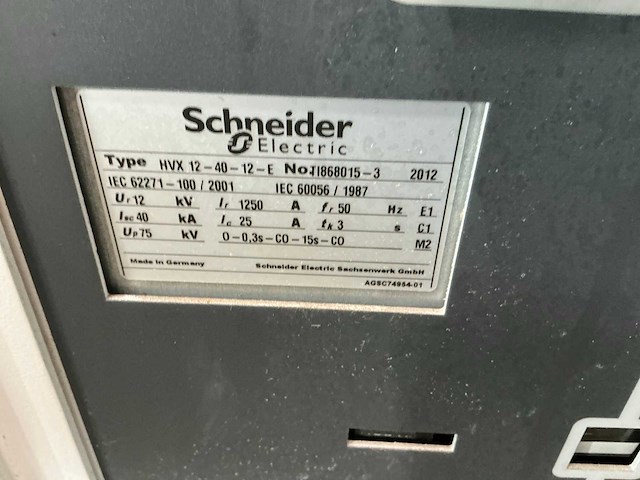 Schneider
Electric
Type HVX 12-40-12-E No. JI868015-3 2012
IEC 62271-100 / 2001 IEC 60056 / 1987
Ur 12 kV Ir 1250 A fr 50 Hz E1
Isc 40 kA Ic 25 A tk 3 s C1
Up 75 kV O-0,3s-CO-15s-CO M2
Made in Germany Schneider Electric Sachsenwerk GmbH
AGSC74954-01